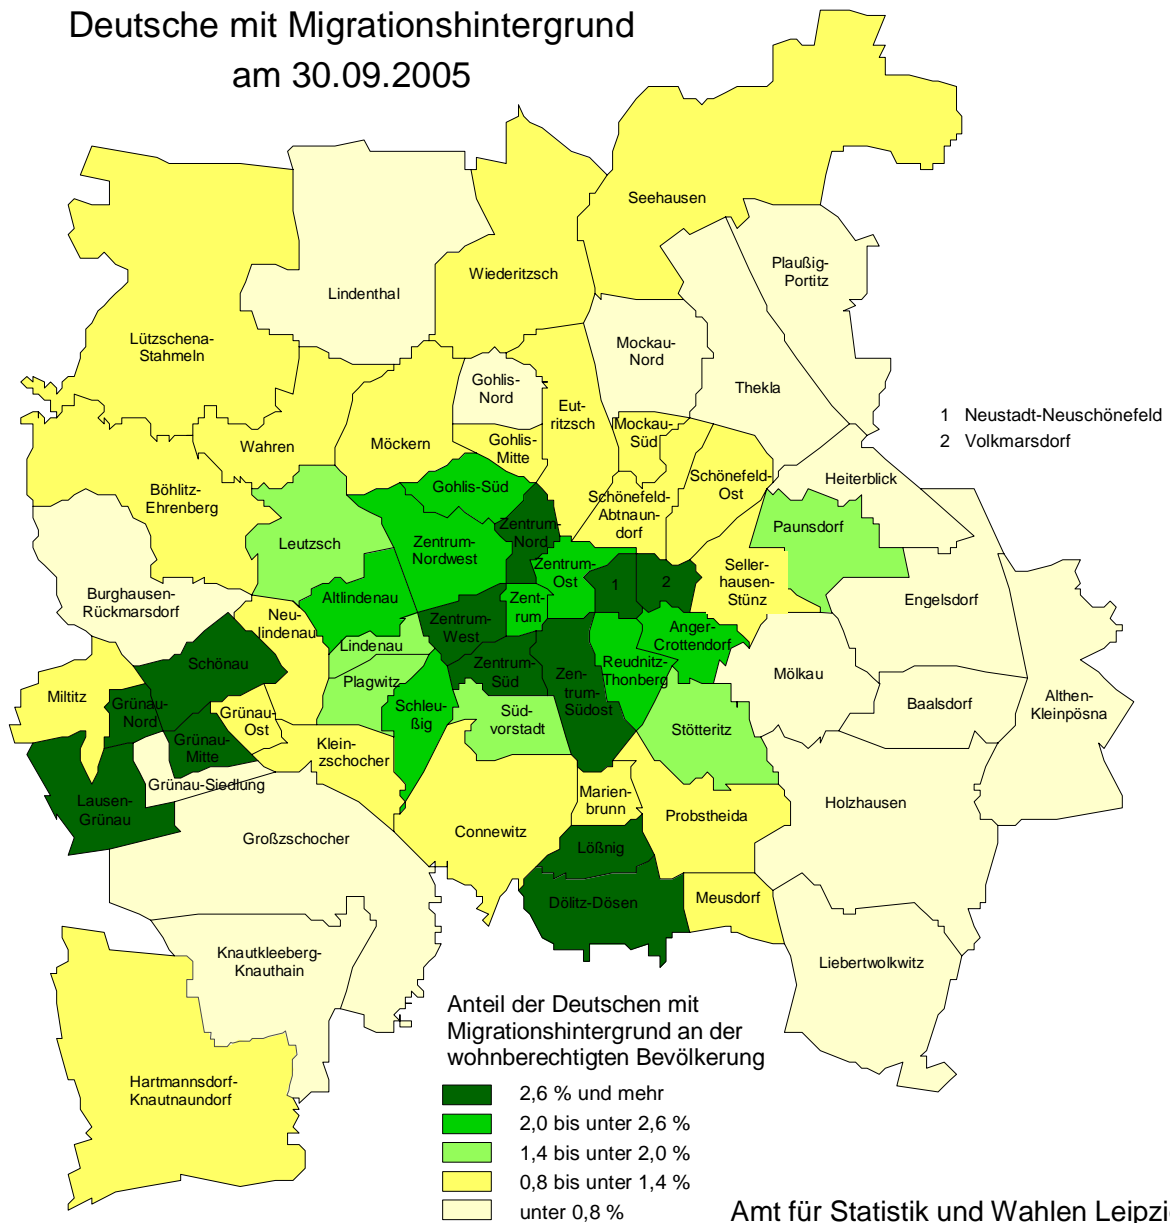 Deutsche mit Migrationshintergrund
am 30.09.2005
Seehausen
Plaußig-
Portitz
Wiederitzsch
Lindenthal
Lützschena-
Stahmeln
Mockau-
Nord
Thekla
Gohlis-
Nord
Eut-
ritzsch
1 Neustadt-Neuschönefeld
2 Volkmarsdorf
Mockau-
Süd
Wahren
Möckern
Gohlis-
Mitte
Schönefeld-
Ost
Heiterblick
Böhlitz-
Ehrenberg
Gohlis-Süd
Schönefeld-
Abtnaun-
dorf
Paunsdorf
Zentrum-
Nord
Leutzsch
Zentrum-
Nordwest
Zentrum-
Ost
1
2
Seller-
hausen-
Stünz
Burghausen-
Rückmarsdorf
Altlindenau
Zent-
rum
Engelsdorf
Neu-
lindenau
Zentrum-
West
Anger-
Crottendorf
Lindenau
Schönau
Zentrum-
Süd
Reudnitz-
Thonberg
Mölkau
Plagwitz
Zen-
trum-
Südost
Miltitz
Grünau-
Nord
Grünau-
Ost
Schleu-
ßig
Süd-
vorstadt
Stötteritz
Baalsdorf
Althen-
Kleinpösna
Grünau-
Mitte
Klein-
zschocher
Grünau-Siedlung
Lausen-
Grünau
Marien-
brunn
Probstheida
Holzhausen
Großzschocher
Connewitz
Lößnig
Dölitz-Dösen
Meusdorf
Knautkleeberg-
Knauthain
Liebertwolkwitz
Hartmannsdorf-
Knautnaundorf
Anteil der Deutschen mit
Migrationshintergrund an der
wohnberechtigten Bevölkerung
2,6 % und mehr
2,0 bis unter 2,6 %
1,4 bis unter 2,0 %
0,8 bis unter 1,4 %
unter 0,8 %
Amt für Statistik und Wahlen Leipzi